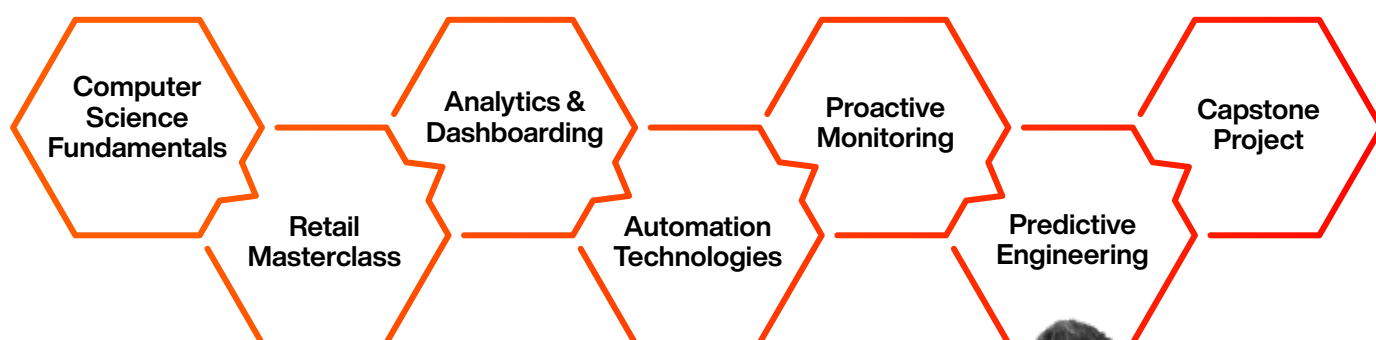 Computer
Science
Fundamentals
Retail
Masterclass
Analytics &
Dashboarding
Automation
Technologies
Proactive
Monitoring
Predictive
Engineering
Capstone
Project